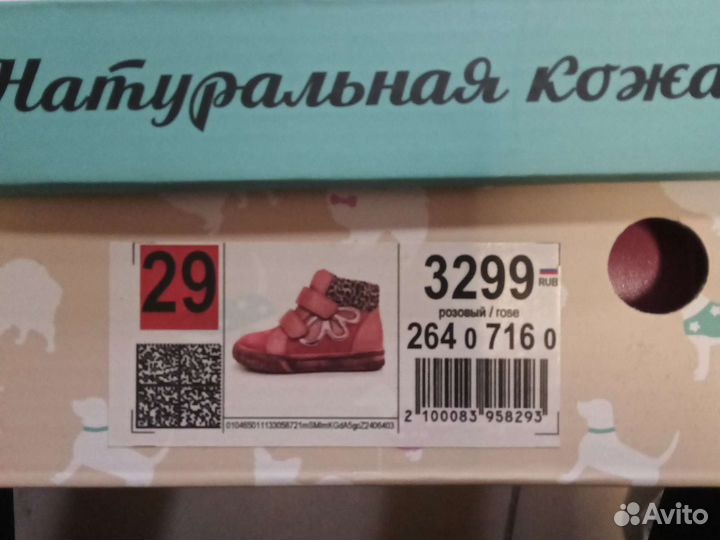 Натуральная кожа
29
3299
RUB
розовый / rose
264 0 716 0
2 100083 958293
Avito